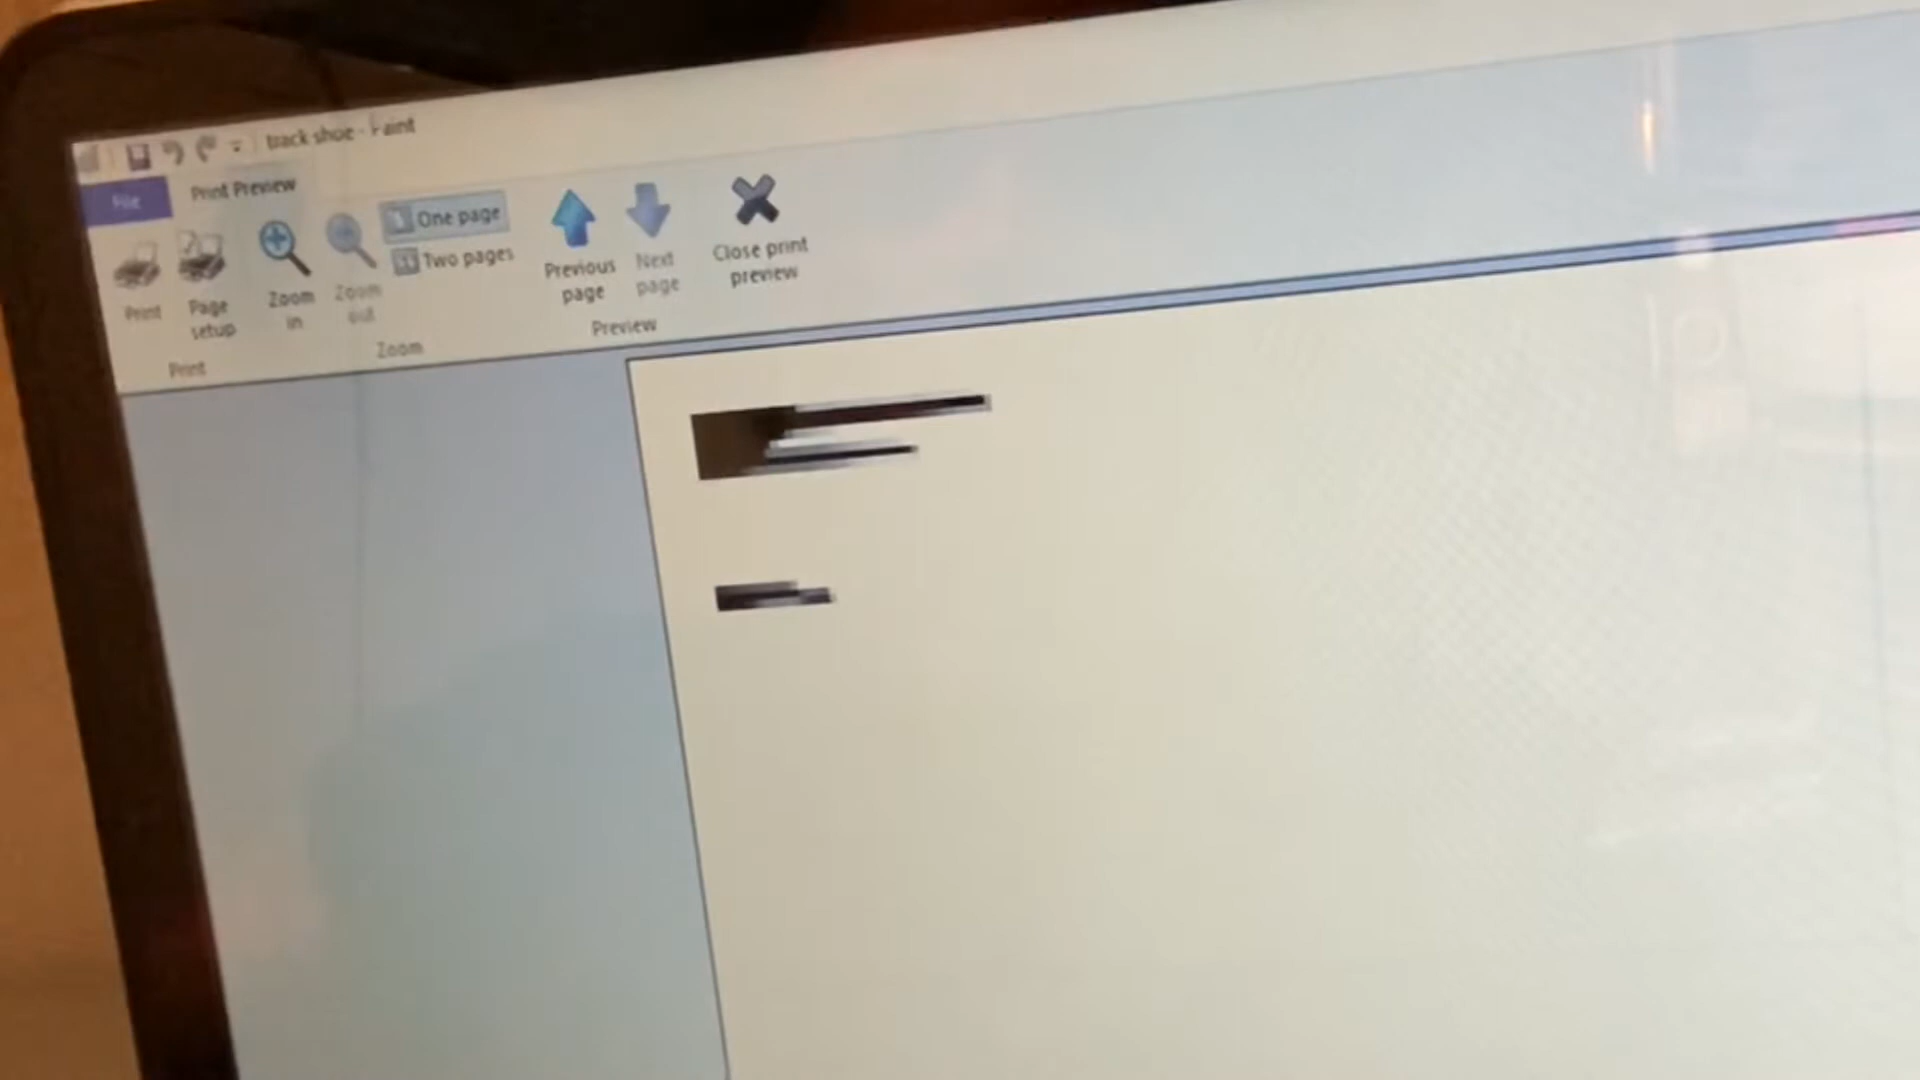 track shoe - Paint
File
Print Preview
Print
Page setup
Zoom in
Zoom out
One page
Two pages
Previous page
Next page
Close print preview
Print
Zoom
Preview